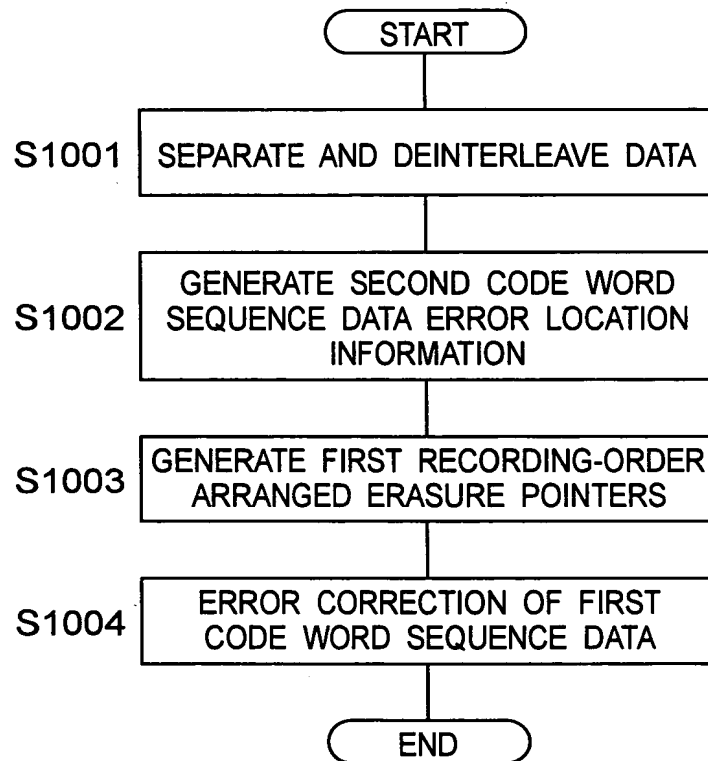 START
S1001 SEPARATE AND DEINTERLEAVE DATA
S1002
GENERATE SECOND CODE WORD
SEQUENCE DATA ERROR LOCATION
INFORMATION
S1003
GENERATE FIRST RECORDING-ORDER
ARRANGED ERASURE POINTERS
S1004
ERROR CORRECTION OF FIRST
CODE WORD SEQUENCE DATA
END